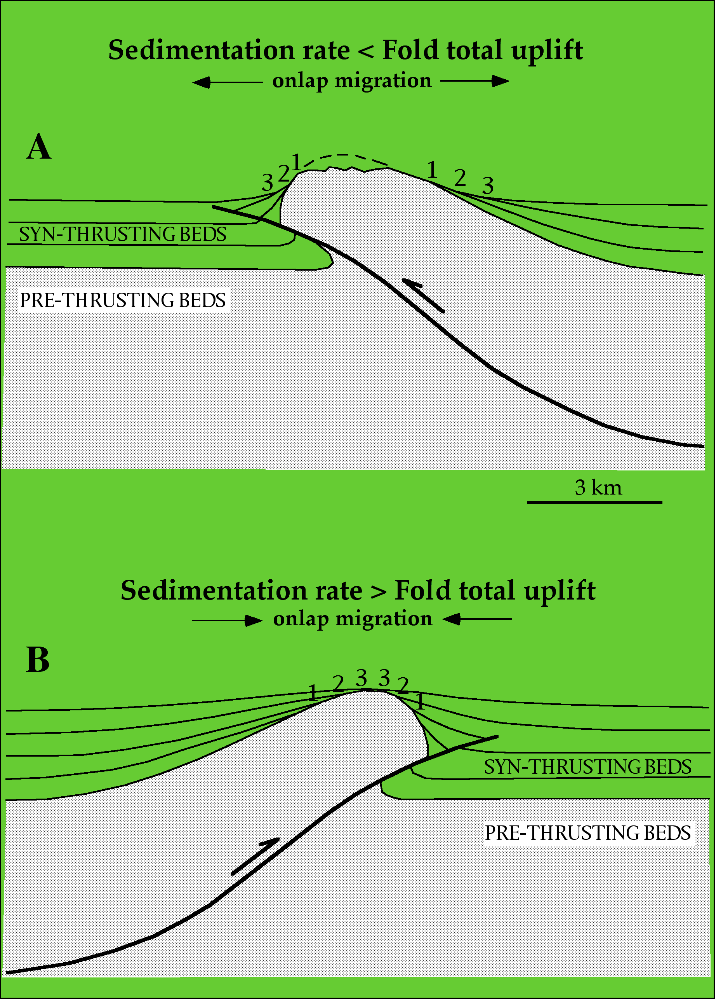 Sedimentation rate < Fold total uplift
onlap migration
A
1
2
3
1
2
3
SYN-THRUSTING BEDS
PRE-THRUSTING BEDS
3 km
Sedimentation rate > Fold total uplift
onlap migration
B
1 2 3 3 2 1
SYN-THRUSTING BEDS
PRE-THRUSTING BEDS